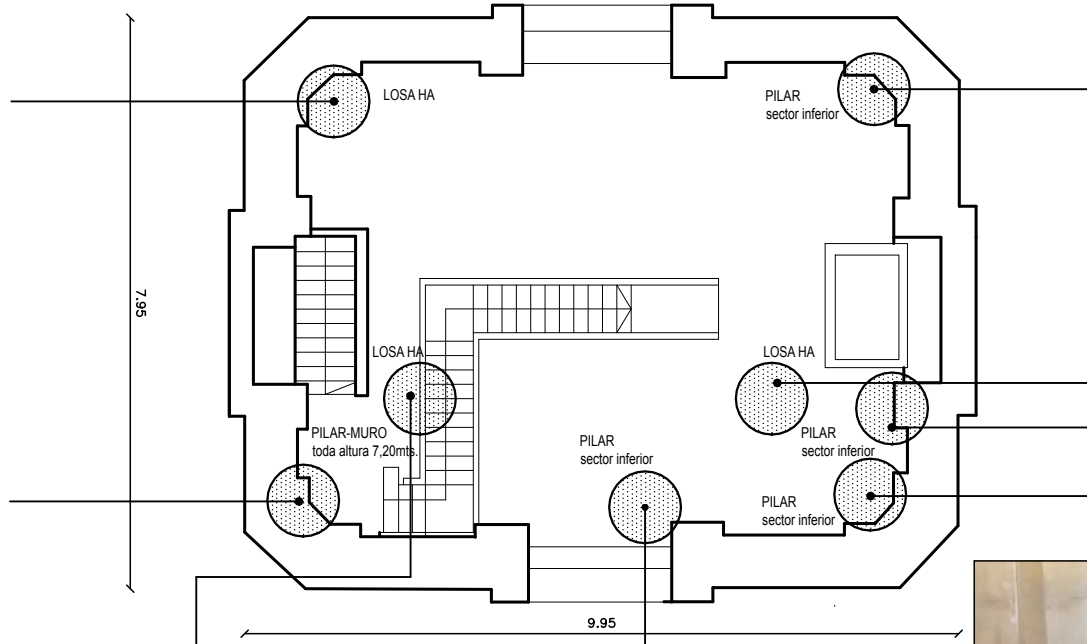 LOSA HA
PILAR
sector inferior
7.95
LOSA HA
LOSA HA
PILAR-MURO
toda altura 7,20mts.
PILAR
sector inferior
PILAR
sector inferior
PILAR
sector inferior
9.95